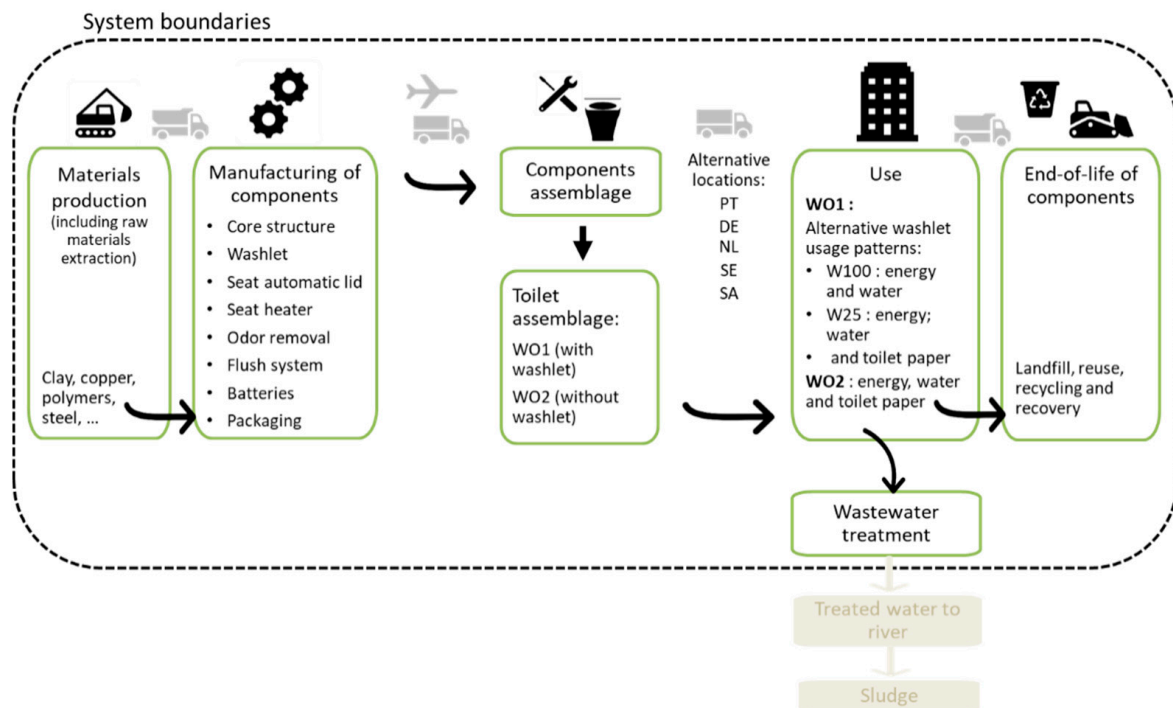 System boundaries
Materials
production
(including raw
materials
extraction)
Clay, copper,
polymers,
steel, ...
Manufacturing of
components
• Core structure
• Washlet
• Seat automatic lid
• Seat heater
• Odor removal
• Flush system
• Batteries
• Packaging
Components
assemblage
Toilet
assemblage:
WO1 (with
washlet)
WO2 (without
washlet)
Alternative
locations:
PT
DE
NL
SE
SA
Use
WO1 :
Alternative washlet
usage patterns:
• W100 : energy
and water
• W25 : energy;
water
• and toilet paper
WO2 : energy, water
and toilet paper
End-of-life of
components
Landfill, reuse,
recycling and
recovery
Wastewater
treatment
Treated water to
river
Sludge